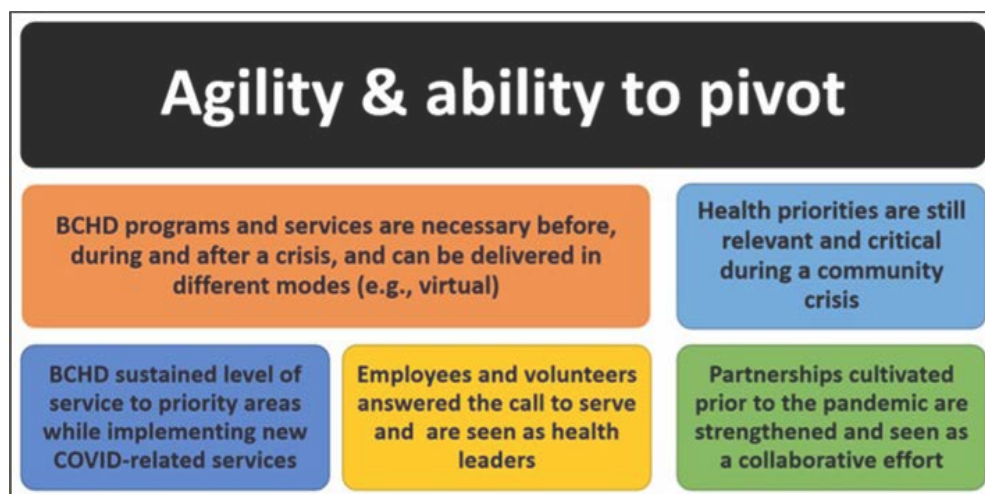 Agility & ability to pivot
BCHD programs and services are necessary before,
during and after a crisis, and can be delivered in
different modes (e.g., virtual)
Health priorities are still
relevant and critical
during a community
crisis
BCHD sustained level of
service to priority areas
while implementing new
COVID-related services
Employees and volunteers
answered the call to serve
and are seen as health
leaders
Partnerships cultivated
prior to the pandemic are
strengthened and seen as
a collaborative effort